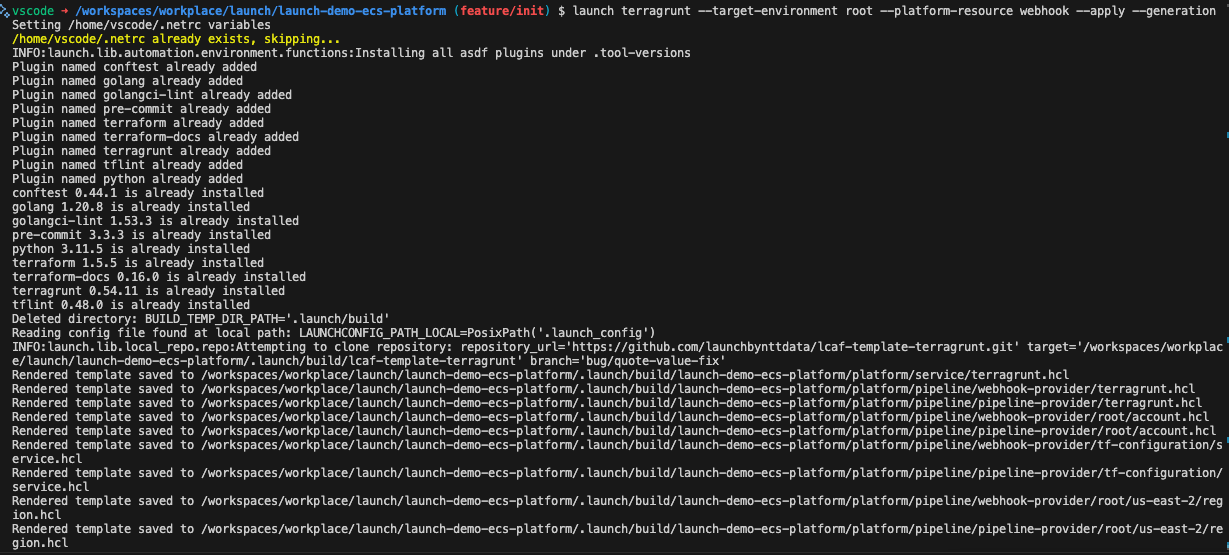 vscode → /workspaces/workplace/launch/launch-demo-ecs-platform (feature/init) $ launch terragrunt --target-environment root --platform-resource webhook --apply --generation
Setting /home/vscode/.netrc variables
/home/vscode/.netrc already exists, skipping...
INFO:launch.lib.automation.environment.functions:Installing all asdf plugins under .tool-versions
Plugin named conftest already added
Plugin named golang already added
Plugin named golangci-lint already added
Plugin named pre-commit already added
Plugin named terraform already added
Plugin named terraform-docs already added
Plugin named terragrunt already added
Plugin named tflint already added
Plugin named python already added
conftest 0.44.1 is already installed
golang 1.20.8 is already installed
golangci-lint 1.53.3 is already installed
pre-commit 3.3.3 is already installed
python 3.11.5 is already installed
terraform 1.5.5 is already installed
terraform-docs 0.16.0 is already installed
terragrunt 0.54.11 is already installed
tflint 0.48.0 is already installed
Deleted directory: BUILD_TEMP_DIR_PATH='.launch/build'
Reading config file found at local path: LAUNCHCONFIG_PATH_LOCAL=PosixPath('.launch_config')
INFO:launch.lib.local_repo.repo:Attempting to clone repository: repository_url='https://github.com/launchbynttdata/lcaf-template-terragrunt.git' target='/workspaces/workplac
e/launch/launch-demo-ecs-platform/.launch/build/lcaf-template-terragrunt' branch='bug/quote-value-fix'
Rendered template saved to /workspaces/workplace/launch/launch-demo-ecs-platform/.launch/build/launch-demo-ecs-platform/platform/service/terragrunt.hcl
Rendered template saved to /workspaces/workplace/launch/launch-demo-ecs-platform/.launch/build/launch-demo-ecs-platform/platform/pipeline/webhook-provider/terragrunt.hcl
Rendered template saved to /workspaces/workplace/launch/launch-demo-ecs-platform/.launch/build/launch-demo-ecs-platform/platform/pipeline/pipeline-provider/terragrunt.hcl
Rendered template saved to /workspaces/workplace/launch/launch-demo-ecs-platform/.launch/build/launch-demo-ecs-platform/platform/pipeline/webhook-provider/root/account.hcl
Rendered template saved to /workspaces/workplace/launch/launch-demo-ecs-platform/.launch/build/launch-demo-ecs-platform/platform/pipeline/pipeline-provider/root/account.hcl
Rendered template saved to /workspaces/workplace/launch/launch-demo-ecs-platform/.launch/build/launch-demo-ecs-platform/platform/pipeline/webhook-provider/tf-configuration/s
ervice.hcl
Rendered template saved to /workspaces/workplace/launch/launch-demo-ecs-platform/.launch/build/launch-demo-ecs-platform/platform/pipeline/pipeline-provider/tf-configuration/
service.hcl
Rendered template saved to /workspaces/workplace/launch/launch-demo-ecs-platform/.launch/build/launch-demo-ecs-platform/platform/pipeline/webhook-provider/root/us-east-2/reg
ion.hcl
Rendered template saved to /workspaces/workplace/launch/launch-demo-ecs-platform/.launch/build/launch-demo-ecs-platform/platform/pipeline/pipeline-provider/root/us-east-2/re
gion.hcl